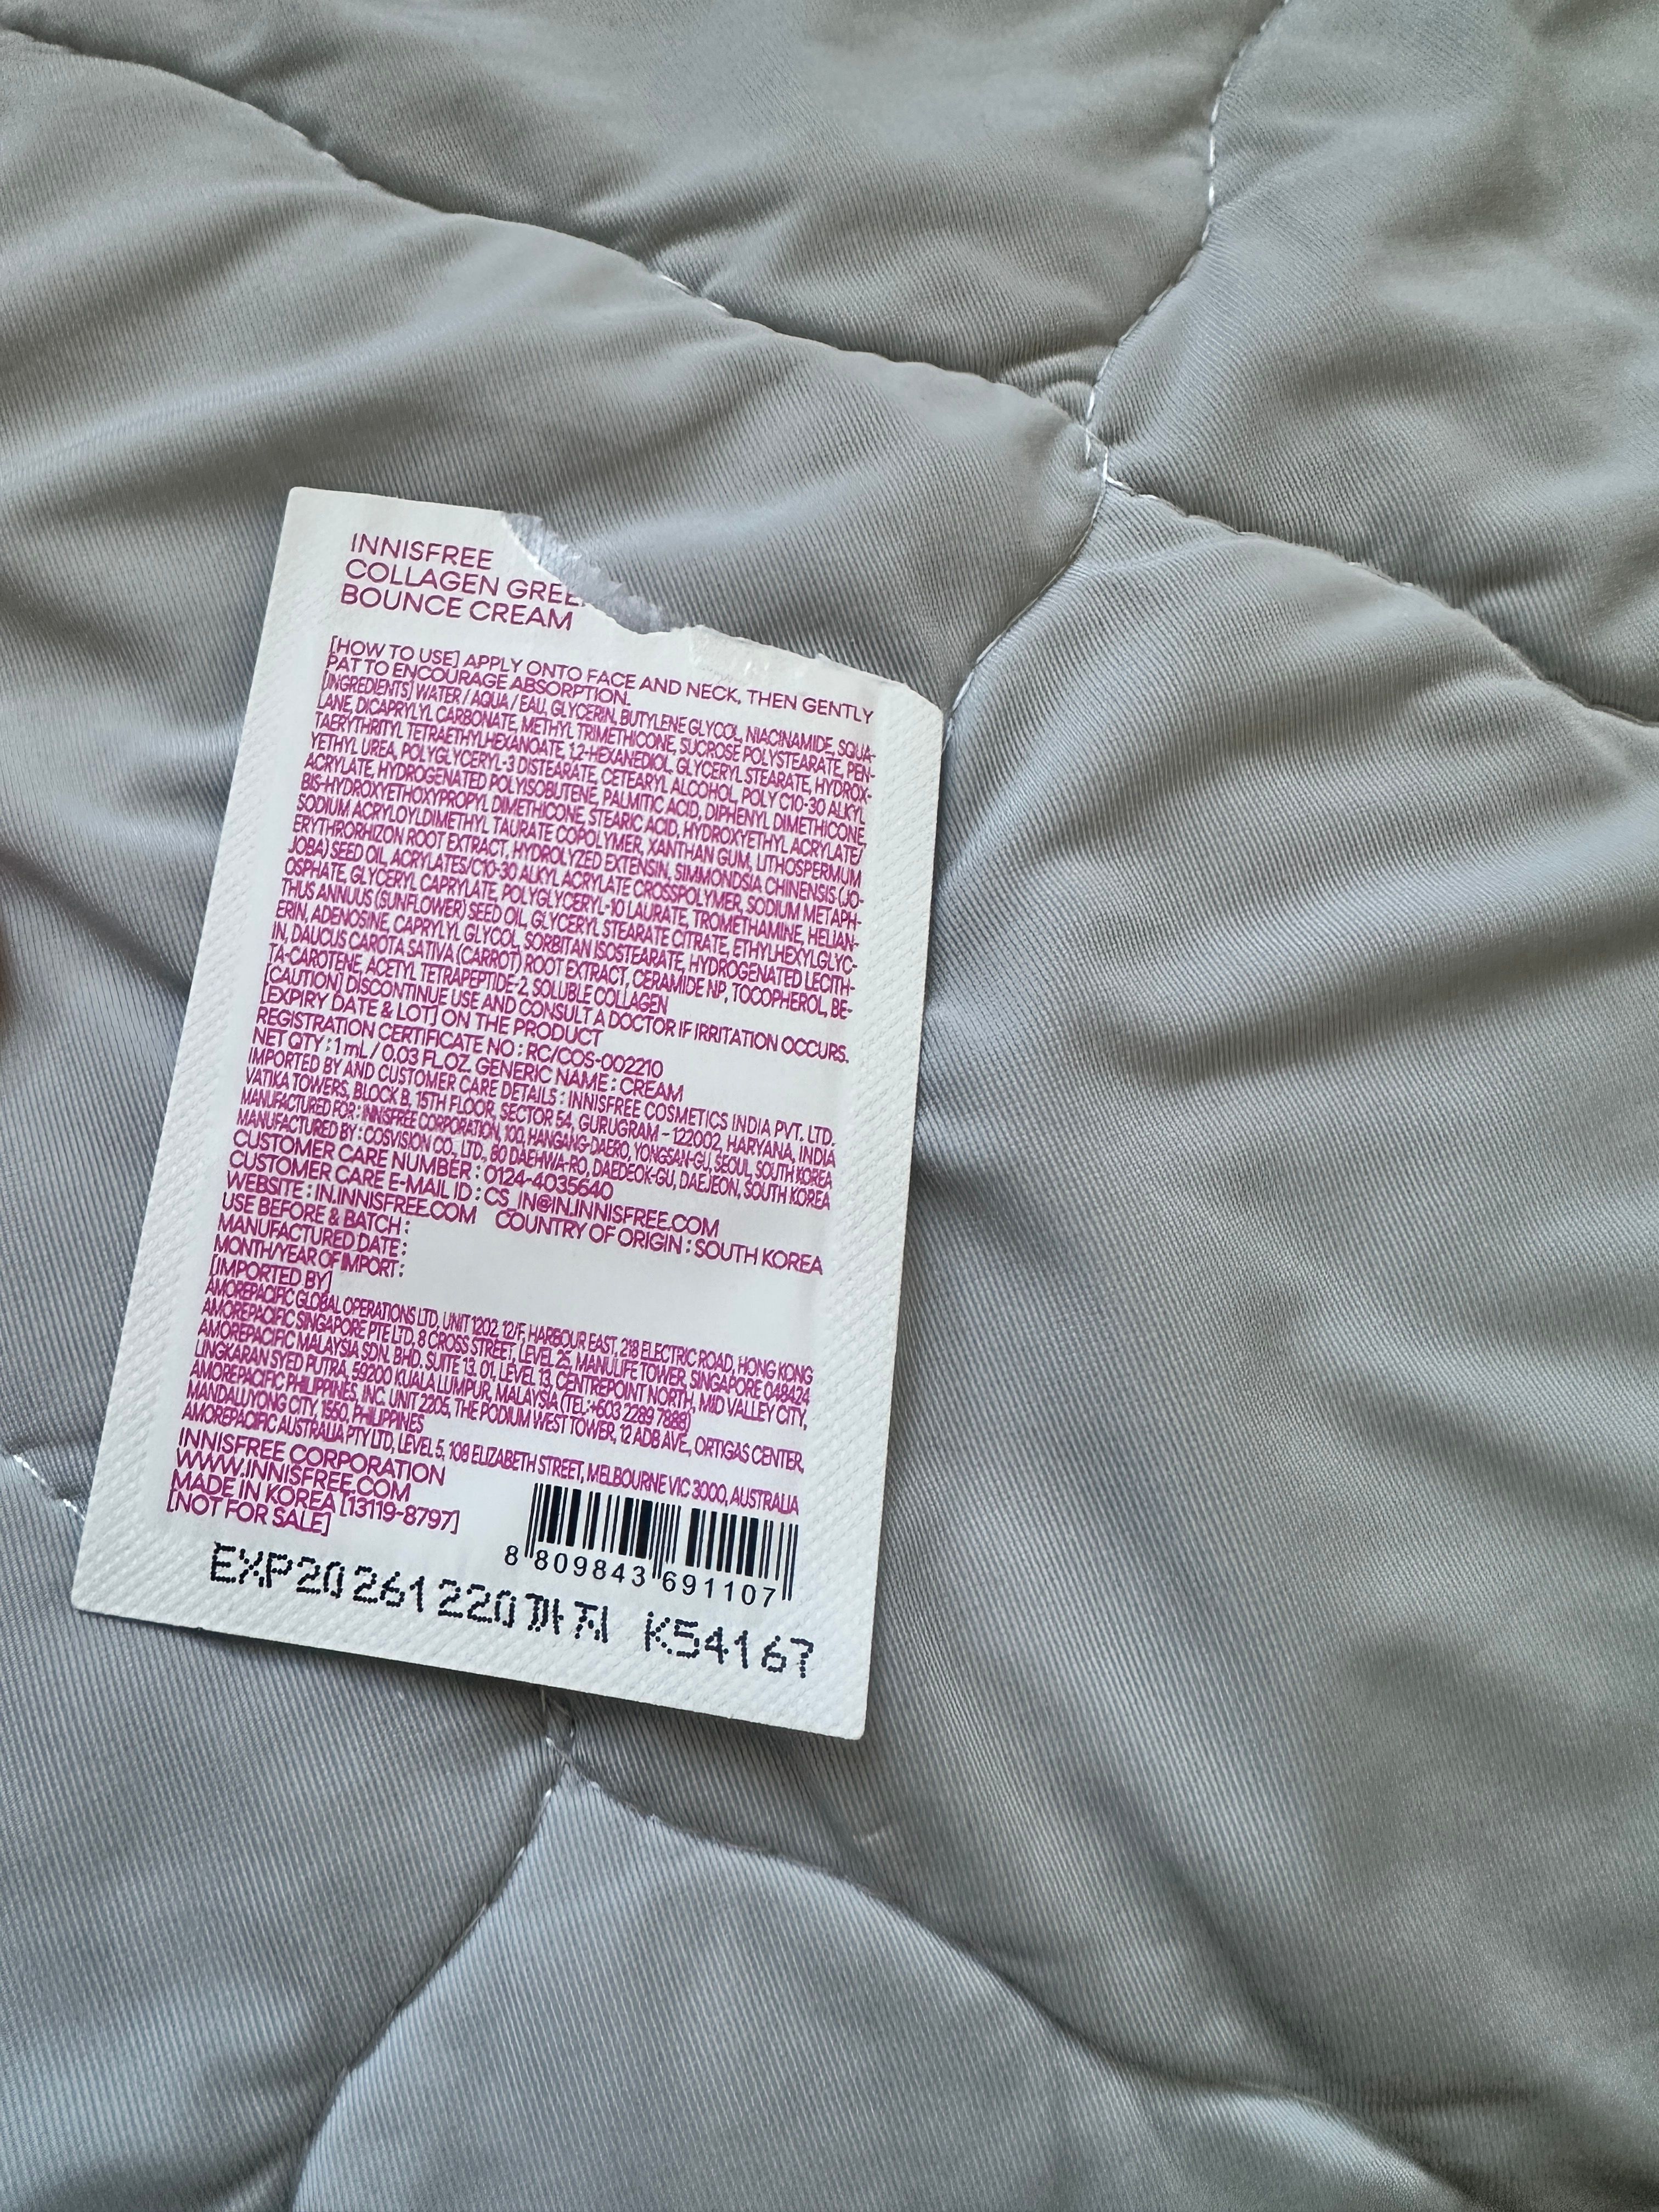 INNISFREE
COLLAGEN GREE
BOUNCE CREAM
[HOW TO USE] APPLY ONTO FACE AND NECK, THEN GENTLY
PAT TO ENCOURAGE ABSORPTION.
[INGREDIENTS] WATER / AQUA / EAU, GLYCERIN, BUTYLENE GLYCOL, NIACINAMIDE, SQUA-
LANE, DICAPRYLYL CARBONATE, METHYL TRIMETHICONE, SUCROSE POLYSTEARATE, PEN-
TAERYTHRITYL TETRAETHYLHEXANOATE, 1,2-HEXANEDIOL, GLYCERYL STEARATE, HYDROX-
YETHYL UREA, POLYGLYCERYL-3 DISTEARATE, CETEARYL ALCOHOL, POLY C10-30 ALKYL
ACRYLATE, HYDROGENATED POLYISOBUTENE, PALMITIC ACID, DIPHENYL DIMETHICONE,
BIS-HYDROXYETHOXYPROPYL DIMETHICONE, STEARIC ACID, HYDROXYETHYL ACRYLATE/
SODIUM ACRYLOYLDIMETHYL TAURATE COPOLYMER, XANTHAN GUM, LITHOSPERMUM
ERYTHRORHIZON ROOT EXTRACT, HYDROLYZED EXTENSIN, SIMMONDSIA CHINENSIS (JO-
JOBA) SEED OIL, ACRYLATES/C10-30 ALKYL ACRYLATE CROSSPOLYMER, SODIUM METAPH-
OSPHATE, GLYCERYL CAPRYLATE, POLYGLYCERYL-10 LAURATE, TROMETHAMINE, HELIAN-
THUS ANNUUS (SUNFLOWER) SEED OIL, GLYCERYL STEARATE CITRATE, ETHYLHEXYLGLYC-
ERIN, ADENOSINE, CAPRYLYL GLYCOL, SORBITAN ISOSTEARATE, HYDROGENATED LECITH-
IN, DAUCUS CAROTA SATIVA (CARROT) ROOT EXTRACT, CERAMIDE NP, TOCOPHEROL, BE-
TA-CAROTENE, ACETYL TETRAPEPTIDE-2, SOLUBLE COLLAGEN
[CAUTION] DISCONTINUE USE AND CONSULT A DOCTOR IF IRRITATION OCCURS.
[EXPIRY DATE & LOT] ON THE PRODUCT
REGISTRATION CERTIFICATE NO : RC/COS-002210
NET QTY : 1 mL / 0.03 FL.OZ. GENERIC NAME : CREAM
IMPORTED BY AND CUSTOMER CARE DETAILS : INNISFREE COSMETICS INDIA PVT. LTD.
VATIKA TOWERS, BLOCK B, 15TH FLOOR, SECTOR 54, GURUGRAM - 122002, HARYANA, INDIA
MANUFACTURED FOR : INNISFREE CORPORATION, 100, HANGANG-DAERO, YONGSAN-GU, SEOUL, SOUTH KOREA
MANUFACTURED BY : COSVISION CO., LTD., 80 DAEHWA-RO, DAEDEOK-GU, DAEJEON, SOUTH KOREA
CUSTOMER CARE NUMBER : 0124-4035640
CUSTOMER CARE E-MAIL ID : CS_IN@IN.INNISFREE.COM
WEBSITE : IN.INNISFREE.COM COUNTRY OF ORIGIN : SOUTH KOREA
USE BEFORE & BATCH :
MANUFACTURED DATE :
MONTH/YEAR OF IMPORT :
[IMPORTED BY]
AMOREPACIFIC GLOBAL OPERATIONS LTD, UNIT 1202, 12/F, HARBOUR EAST, 218 ELECTRIC ROAD, HONG KONG
AMOREPACIFIC SINGAPORE PTE LTD, 8 CROSS STREET, LEVEL 25, MANULIFE TOWER, SINGAPORE 048424
AMOREPACIFIC MALAYSIA SDN. BHD. SUITE 13. 01, LEVEL 13, CENTREPOINT NORTH, MID VALLEY CITY,
LINGKARAN SYED PUTRA, 59200 KUALA LUMPUR, MALAYSIA (TEL:+603 2289 7888)
AMOREPACIFIC PHILIPPINES, INC. UNIT 2205, THE PODIUM WEST TOWER, 12 ADB AVE., ORTIGAS CENTER,
MANDALUYONG CITY, 1550, PHILIPPINES
AMOREPACIFIC AUSTRALIA PTY LTD, LEVEL 5, 108 ELIZABETH STREET, MELBOURNE VIC 3000, AUSTRALIA
INNISFREE CORPORATION
WWW.INNISFREE.COM
MADE IN KOREA [13119-8797]
[NOT FOR SALE]
8 809843 691107
EXP20261220까지 K54167